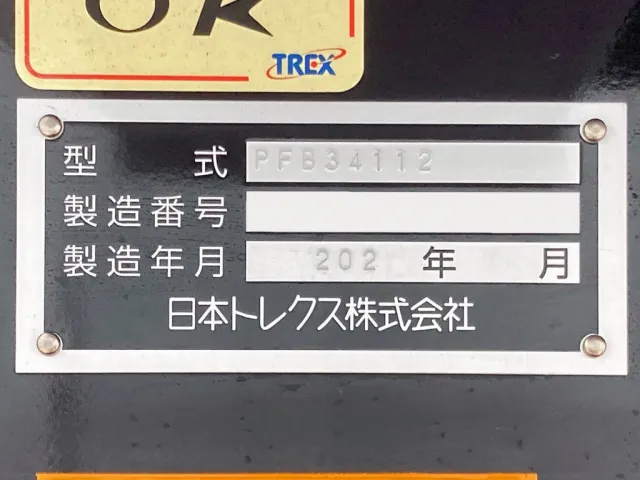 OK
TREX
型 式 PFB34112
製造番号
製造年月 202 年 月
日本トレクス株式会社